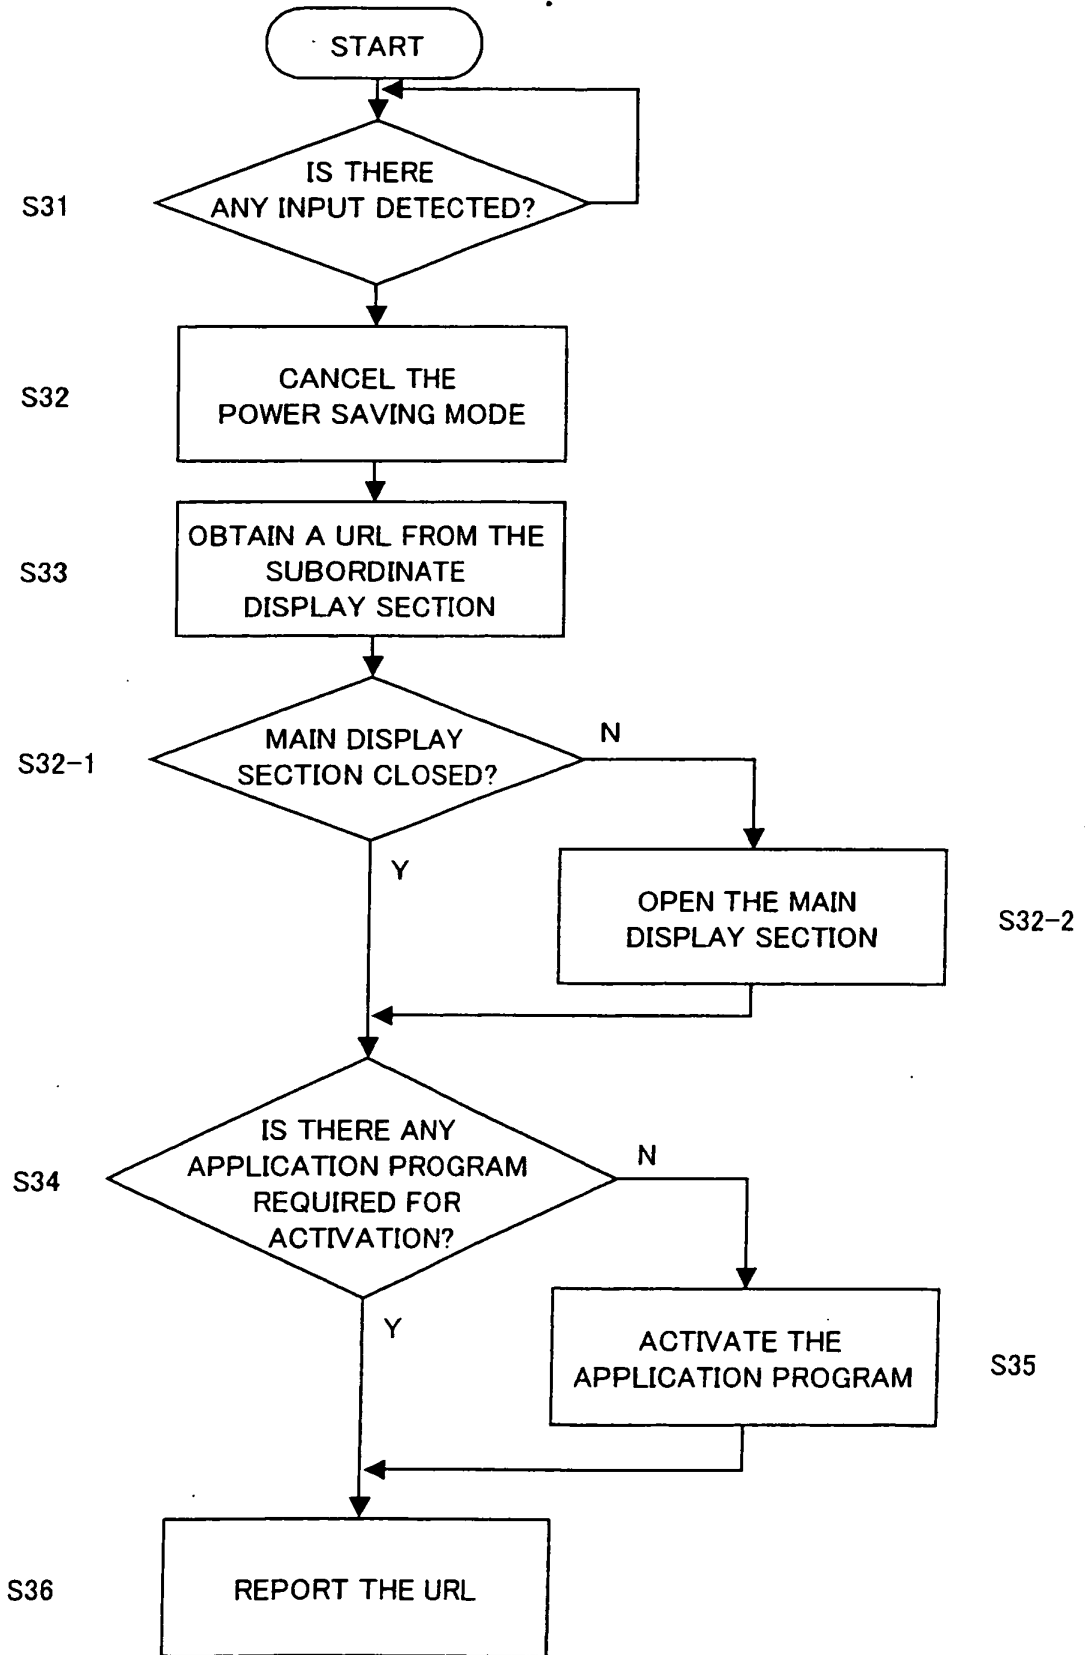 START
S31
IS THERE
ANY INPUT DETECTED?
S32
CANCEL THE
POWER SAVING MODE
S33
OBTAIN A URL FROM THE
SUBORDINATE
DISPLAY SECTION
S32-1
MAIN DISPLAY
SECTION CLOSED?
N
Y
OPEN THE MAIN
DISPLAY SECTION
S32-2
S34
IS THERE ANY
APPLICATION PROGRAM
REQUIRED FOR
ACTIVATION?
N
Y
ACTIVATE THE
APPLICATION PROGRAM
S35
S36
REPORT THE URL